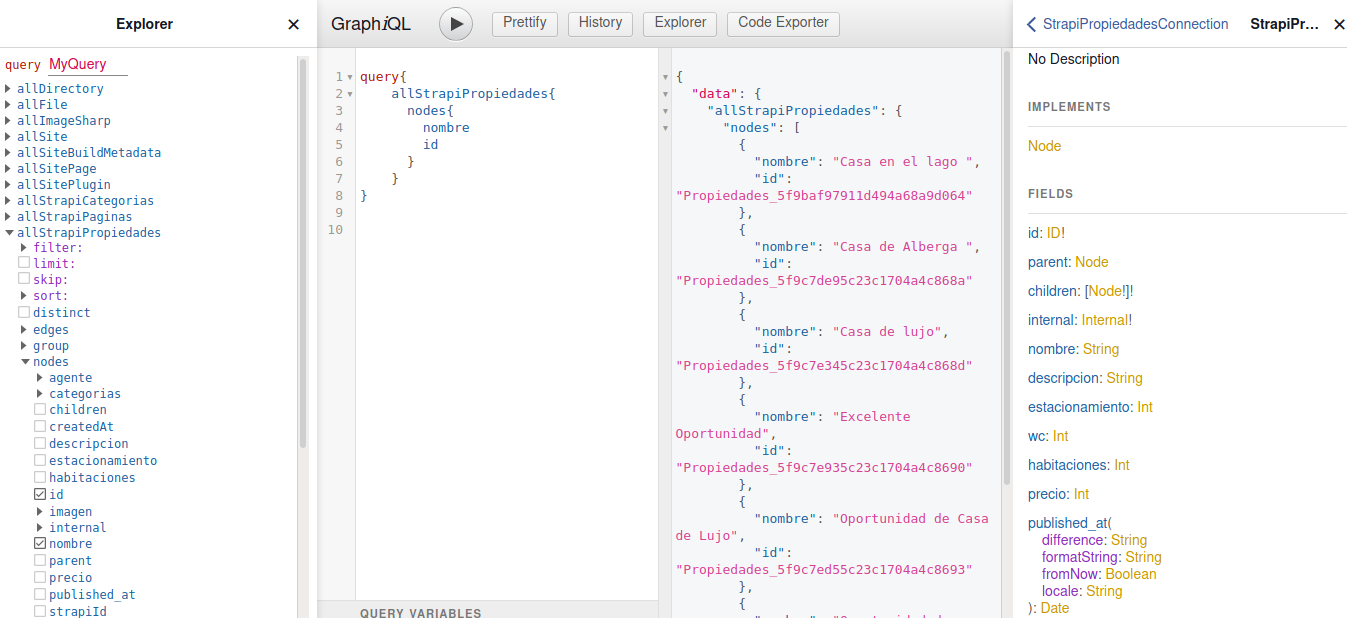 Explorer
query MyQuery
allDirectory
allFile
allImageSharp
allSite
allSiteBuildMetadata
allSitePage
allSitePlugin
allStrapiCategorias
allStrapiPaginas
allStrapiPropiedades
filter:
limit:
skip:
sort:
distinct
edges
group
nodes
agente
categorias
children
createdAt
descripcion
estacionamiento
habitaciones
id
imagen
internal
nombre
parent
precio
published_at
strapiId
GraphiQL
Prettify
History
Explorer
Code Exporter
1 query{
2 allStrapiPropiedades{
3 nodes{
4 nombre
5 id
6 }
7 }
8 }
9
10
QUERY VARIABLES
{
"data": {
"allStrapiPropiedades": {
"nodes": [
{
"nombre": "Casa en el lago ",
"id":
"Propiedades_5f9baf97911d494a68a9d064"
},
{
"nombre": "Casa de Alberga ",
"id":
"Propiedades_5f9c7de95c23c1704a4c868a"
},
{
"nombre": "Casa de lujo",
"id":
"Propiedades_5f9c7e345c23c1704a4c868d"
},
{
"nombre": "Excelente
Oportunidad",
"id":
"Propiedades_5f9c7e935c23c1704a4c8690"
},
{
"nombre": "Oportunidad de Casa
de Lujo",
"id":
"Propiedades_5f9c7ed55c23c1704a4c8693"
},
{
StrapiPropiedadesConnection StrapiPr...
No Description
IMPLEMENTS
Node
FIELDS
id: ID!
parent: Node
children: [Node!]!
internal: Internal!
nombre: String
descripcion: String
estacionamiento: Int
wc: Int
habitaciones: Int
precio: Int
published_at(
difference: String
formatString: String
fromNow: Boolean
locale: String
): Date